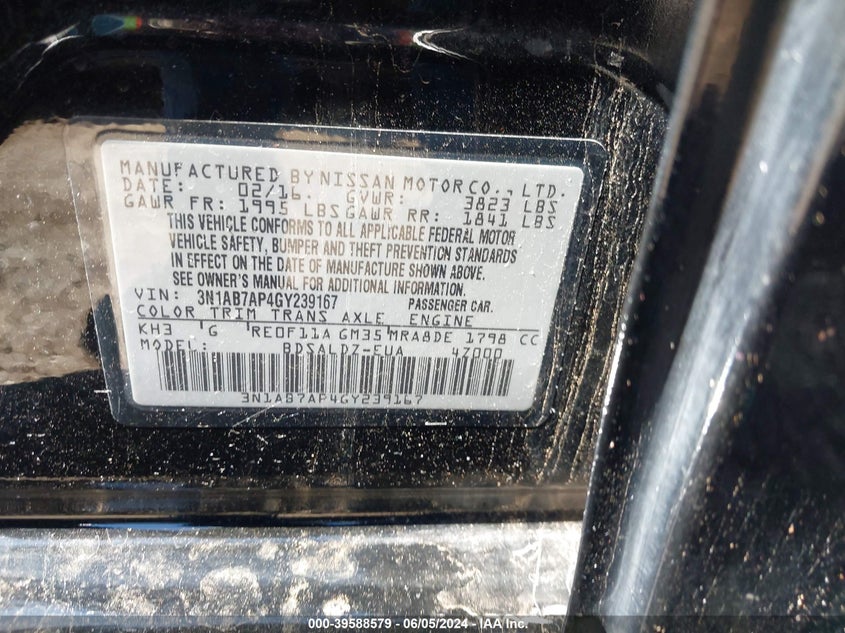 MANUFACTURED BY NISSAN MOTOR CO., LTD.
DATE: 02/16. GVWR: 3823 LBS
GAWR FR: 1995 LBS GAWR RR: 1841 LBS
THIS VEHICLE CONFORMS TO ALL APPLICABLE FEDERAL MOTOR
VEHICLE SAFETY, BUMPER AND THEFT PREVENTION STANDARDS
IN EFFECT ON THE DATE OF MANUFACTURE SHOWN ABOVE.
SEE OWNER'S MANUAL FOR ADDITIONAL INFORMATION.
VIN: 3N1AB7AP4GY239167 PASSENGER CAR.
COLOR TRIM TRANS AXLE ENGINE
KH3 G RE0F11A GM35 MRA8DE 1798 CC
MODEL: BDSALDZ-EUA 4Z000
3N1AB7AP4GY239167
000-39588579 - 06/05/2024 - IAA Inc.